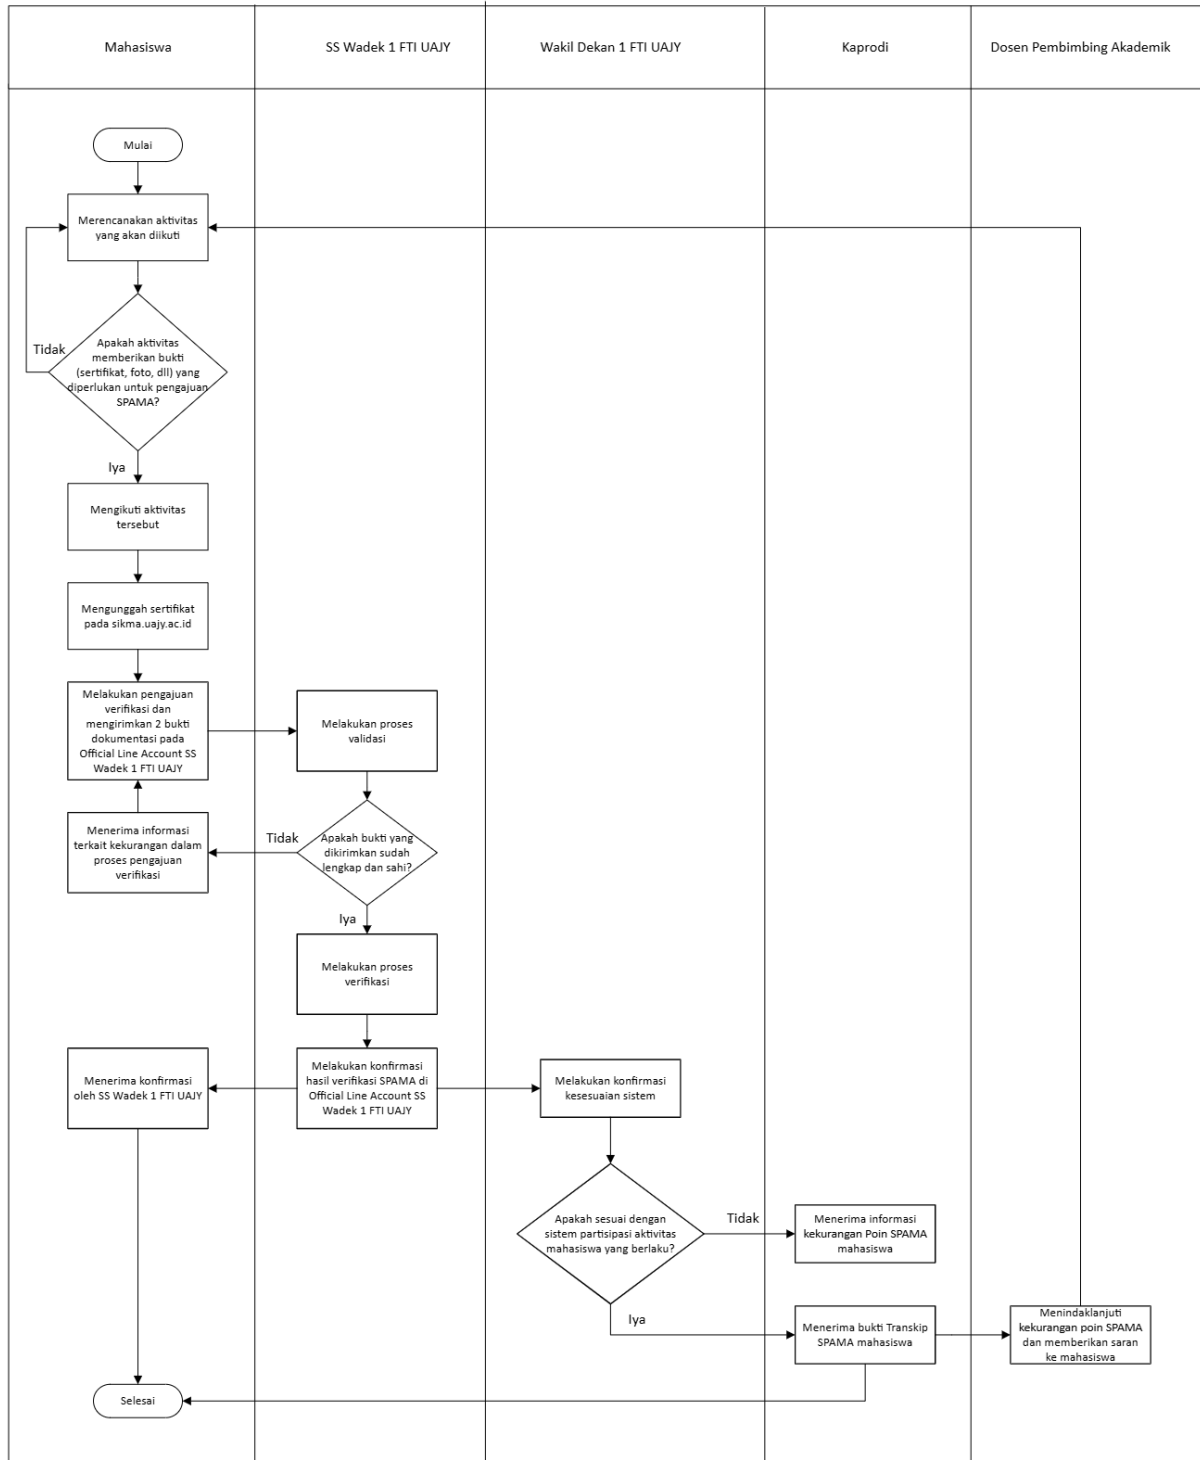 Mahasiswa
SS Wadek 1 FTI UAJY
Wakil Dekan 1 FTI UAJY
Kaprodi
Dosen Pembimbing Akademik
Mulai
Merencanakan aktivitas
yang akan diikuti
Tidak
Apakah aktivitas
memberikan bukti
(sertifikat, foto, dll) yang
diperlukan untuk pengajuan
SPAMA?
Iya
Mengikuti aktivitas
tersebut
Mengunggah sertifikat
pada sikma.uajy.ac.id
Melakukan pengajuan
verifikasi dan
mengirimkan 2 bukti
dokumentasi pada
Official Line Account SS
Wadek 1 FTI UAJY
Melakukan proses
validasi
Menerima informasi
terkait kekurangan dalam
proses pengajuan
verifikasi
Tidak
Apakah bukti yang
dikirimkan sudah
lengkap dan sahi?
Iya
Melakukan proses
verifikasi
Menerima konfirmasi
oleh SS Wadek 1 FTI UAJY
Melakukan konfirmasi
hasil verifikasi SPAMA di
Official Line Account SS
Wadek 1 FTI UAJY
Melakukan konfirmasi
kesesuaian sistem
Apakah sesuai dengan
sistem partisipasi aktivitas
mahasiswa yang berlaku?
Tidak
Menerima informasi
kekurangan Poin SPAMA
mahasiswa
Iya
Menerima bukti Transkip
SPAMA mahasiswa
Menindaklanjuti
kekurangan poin SPAMA
dan memberikan saran
ke mahasiswa
Selesai